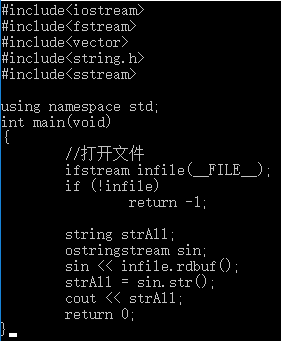 #include<iostream>
#include<fstream>
#include<vector>
#include<string.h>
#include<sstream>

using namespace std;
int main(void)
{
        //打开文件
        ifstream infile(__FILE__);
        if (!infile)
                return -1;

        string strAll;
        ostringstream sin;
        sin << infile.rdbuf();
        strAll = sin.str();
        cout << strAll;
        return 0;
}